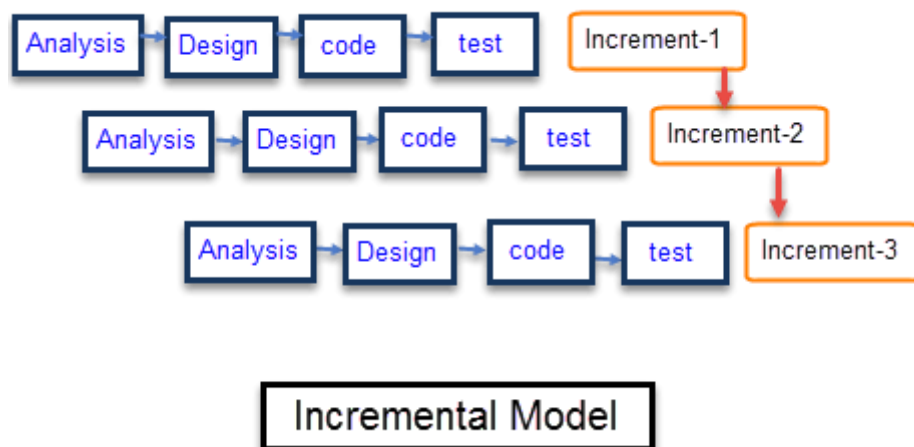 Analysis Design code test Increment-1
Analysis Design code test Increment-2
Analysis Design code test Increment-3
Incremental Model